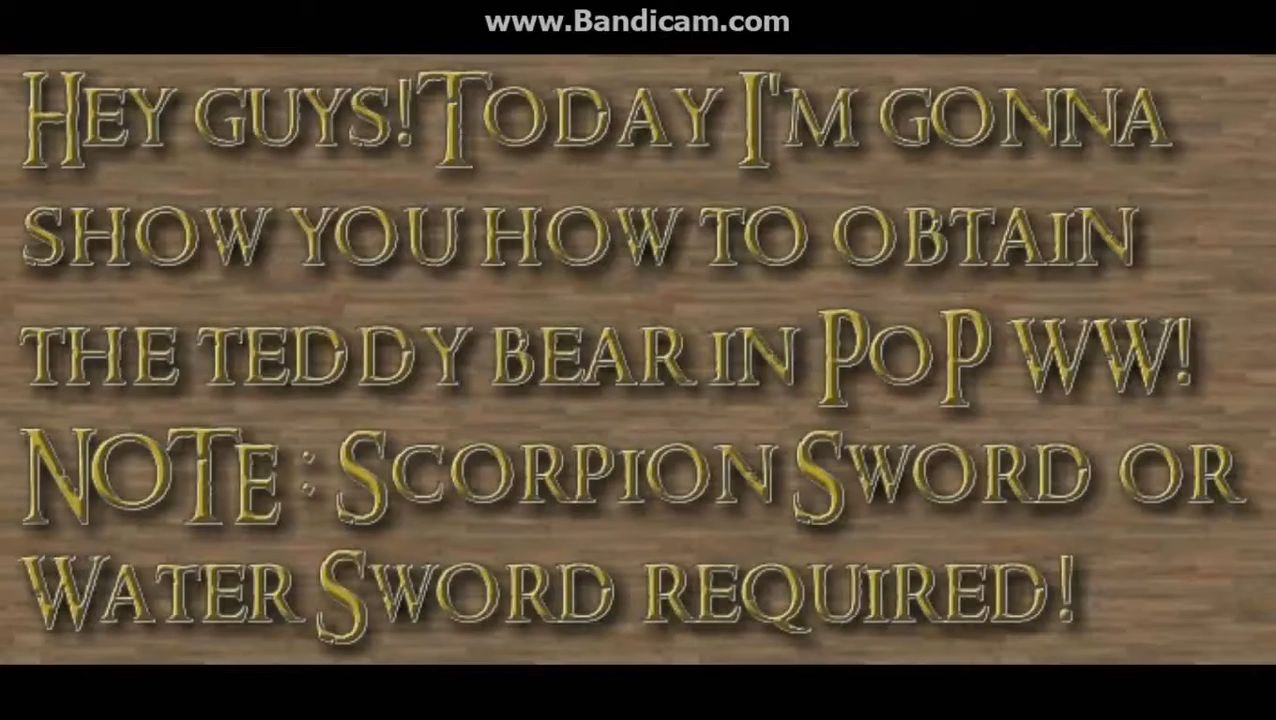 www.Bandicam.com
Hey guys! Today I'm gonna
show you how to obtain
the teddy bear in PoP WW!
NOTE : Scorpion Sword or
Water Sword required!